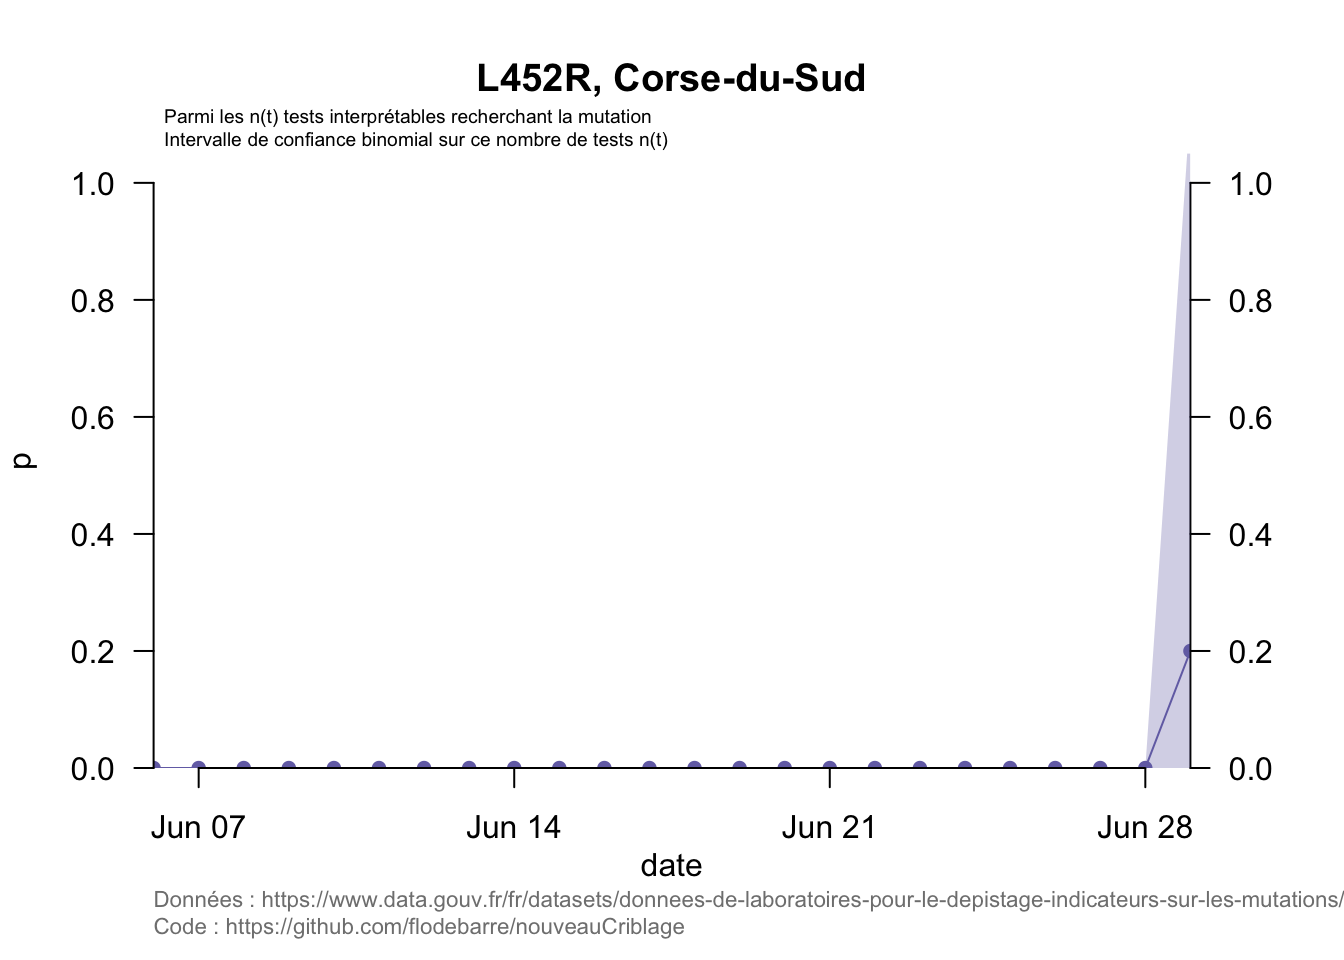 L452R, Corse-du-Sud
Parmi les n(t) tests interprétables recherchant la mutation
Intervalle de confiance binomial sur ce nombre de tests n(t)
1.0 1.0
0.8 0.8
0.6 0.6
p
0.4 0.4
0.2 0.2
0.0 0.0
Jun 07 Jun 14 Jun 21 Jun 28
date
Données : https://www.data.gouv.fr/fr/datasets/donnees-de-laboratoires-pour-le-depistage-indicateurs-sur-les-mutations/
Code : https://github.com/flodebarre/nouveauCriblage